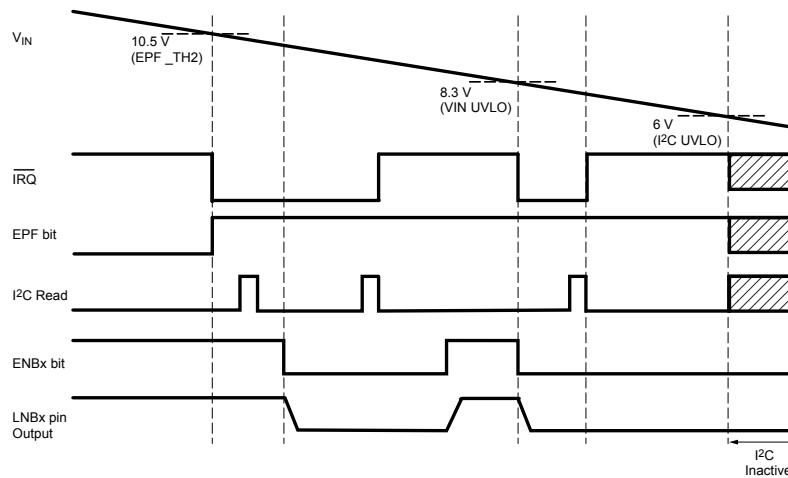 V_IN
10.5 V
(EPF _TH2)
8.3 V
(VIN UVLO)
6 V
(I²C UVLO)
IRQ
EPF bit
I²C Read
ENBx bit
LNBx pin
Output
I²C
Inactive